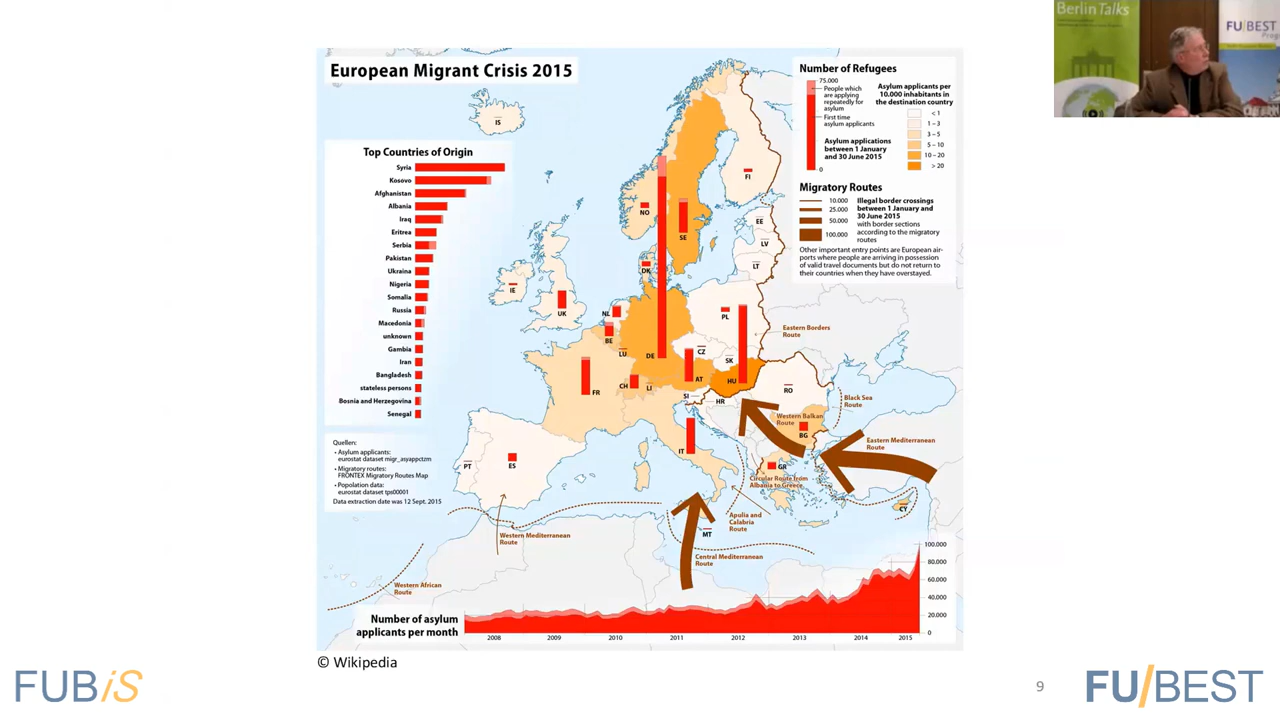 BerlinTalks
FU/BEST
European Migrant Crisis 2015
Number of Refugees
75.000
People which
are applying
repeatedly for
asylum
First time
asylum applicants
Asylum applications
between 1 January
and 30 June 2015
0
Asylum applicants per
10.000 inhabitants in
the destination country
< 1
1 – 3
3 – 5
5 – 10
10 – 20
> 20
Migratory Routes
10.000
25.000
50.000
100.000
Illegal border crossings
between 1 January and
30 June 2015
with border sections
according to the migratory
routes
Other important entry points are European air-
ports where people are arriving in possession
of valid travel documents but do not return to
their countries when they have overstayed.
Top Countries of Origin
Syria
Kosovo
Afghanistan
Albania
Iraq
Eritrea
Serbia
Pakistan
Ukraina
Nigeria
Somalia
Russia
Macedonia
unknown
Gambia
Iran
Bangladesh
stateless persons
Bosnia and Herzegovina
Senegal
Quellen:
• Asylum applicants:
eurostat dataset migr_asyappctzm
• Migratory routes:
FRONTEX Migratory Routes Map
• Popolation data:
eurostat dataset tps00001
Data extraction date was 12 Sept. 2015
IS
NO
SE
FI
EE
LV
LT
DK
IE
UK
NL
BE
LU
DE
PL
CZ
SK
AT
HU
CH
LI
FR
SI
HR
RO
BG
IT
GR
PT
ES
MT
CY
Eastern Borders
Route
Black Sea
Route
Western Balkan
Route
Eastern Mediterranean
Route
Circular Route from
Albania to Greece
Apulia and
Calabria
Route
Central Mediterranean
Route
Western Mediterranean
Route
Western African
Route
Number of asylum
applicants per month
100.000
80.000
60.000
40.000
20.000
0
2008
2009
2010
2011
2012
2013
2014
2015
© Wikipedia
FUBiS
9
FU/BEST